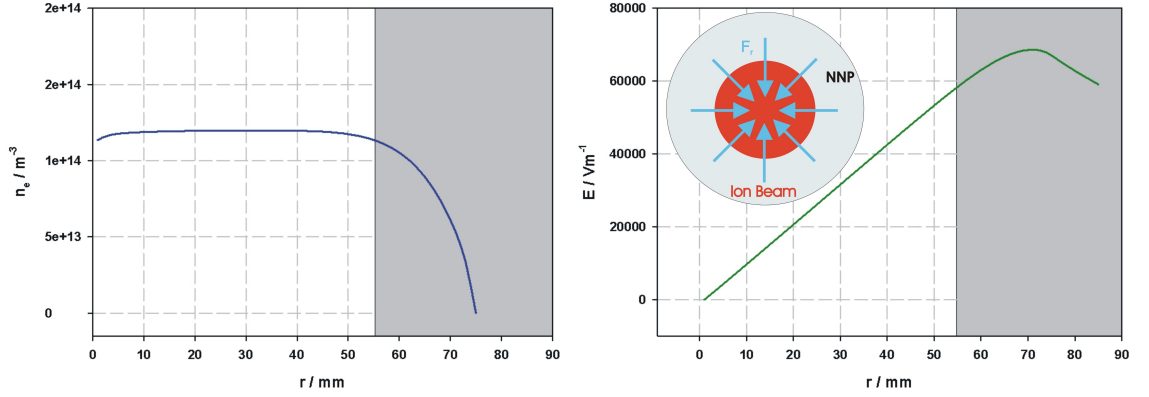 2e+14
2e+14
1e+14
5e+13
0
n_e / m^-3
0 10 20 30 40 50 60 70 80 90
r / mm
80000
60000
40000
20000
0
E / Vm^-1
0 10 20 30 40 50 60 70 80 90
r / mm
F_r
NNP
Ion Beam